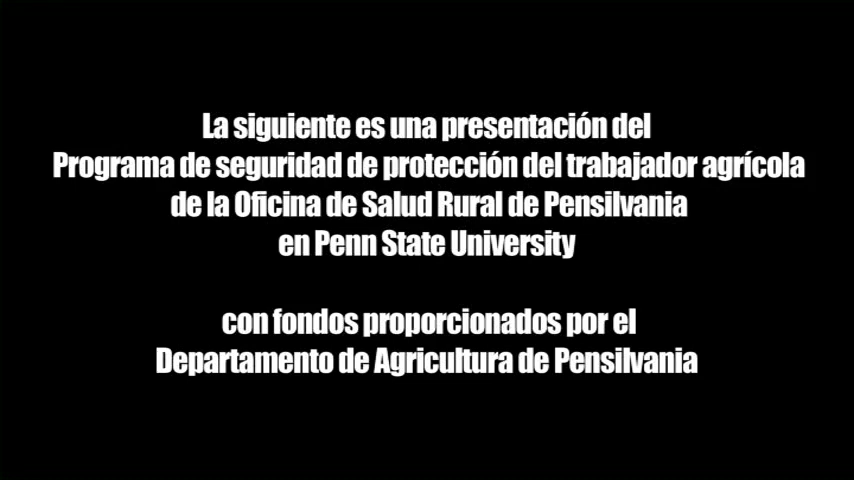 La siguiente es una presentación del
Programa de seguridad de protección del trabajador agrícola
de la Oficina de Salud Rural de Pensilvania
en Penn State University
con fondos proporcionados por el
Departamento de Agricultura de Pensilvania